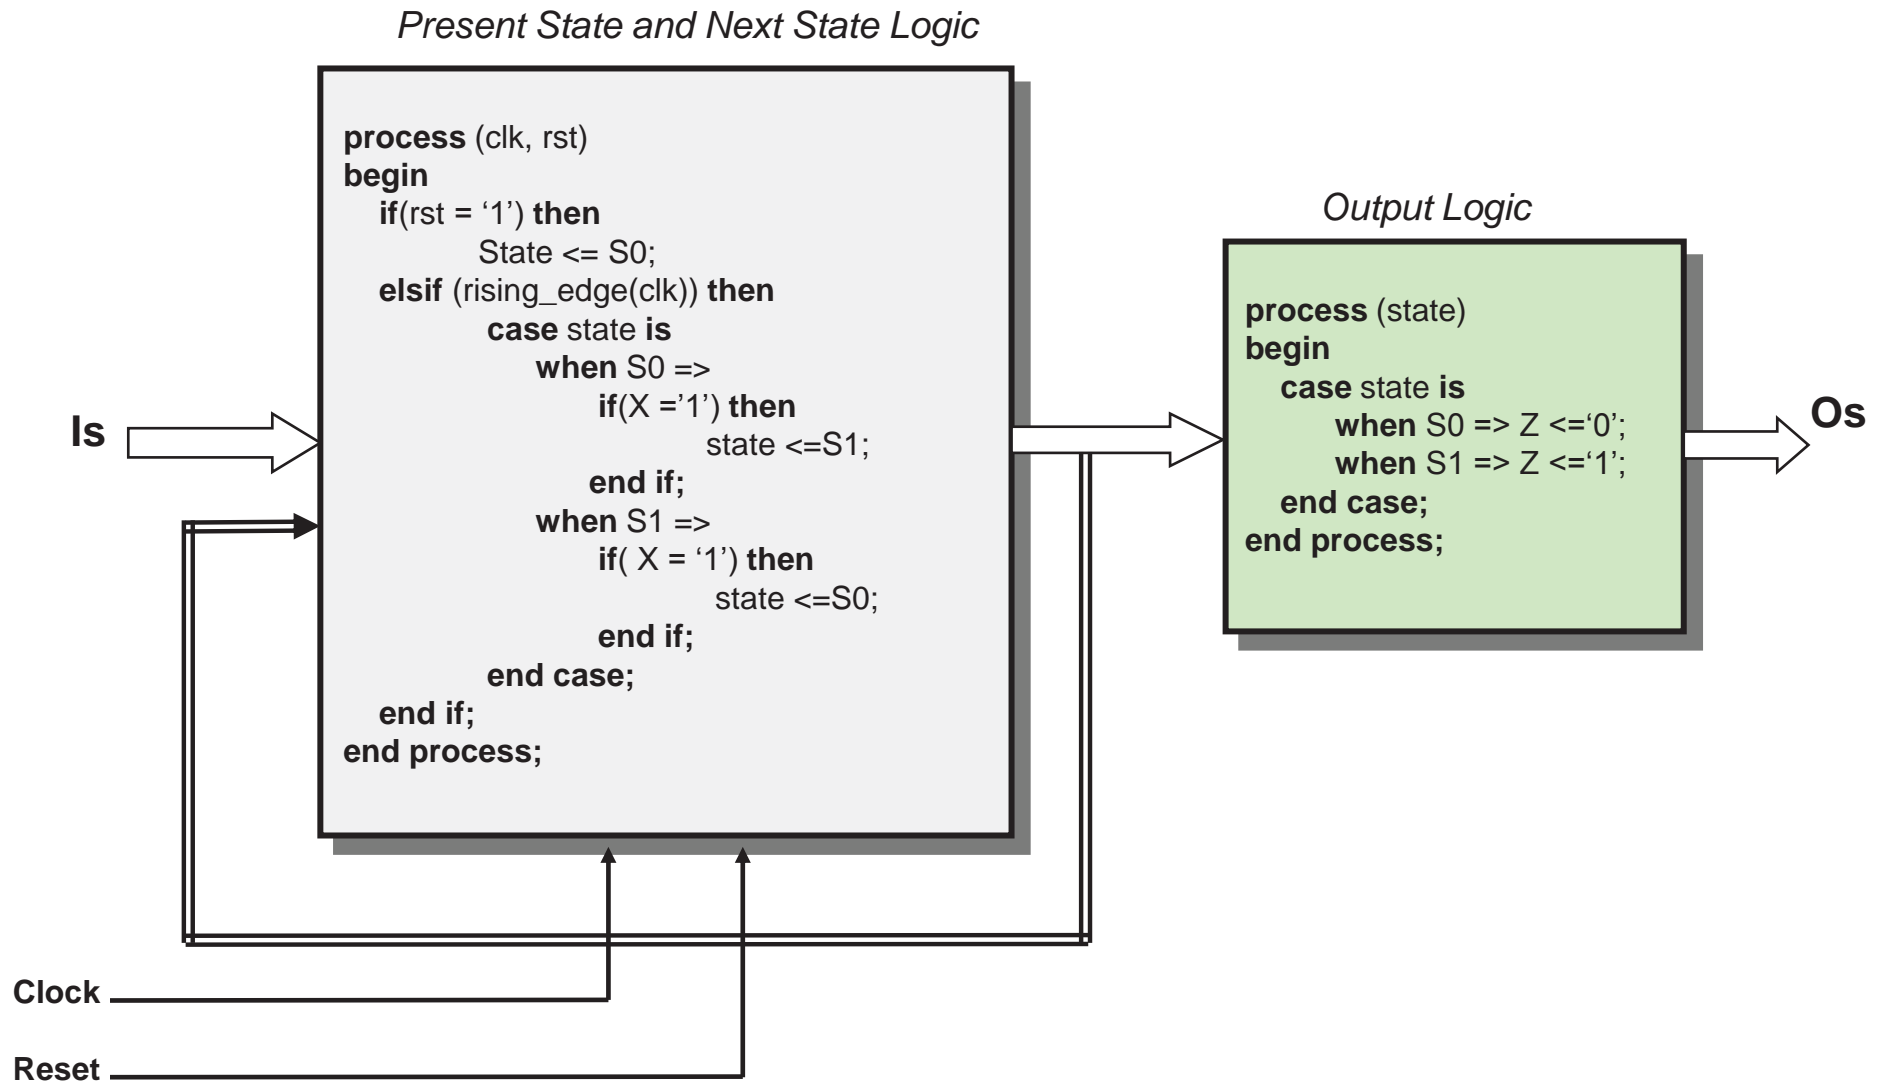 Present State and Next State Logic
process (clk, rst)
begin
if(rst = ‘1’) then
State <= S0;
elsif (rising_edge(clk)) then
case state is
when S0 =>
if(X =’1’) then
state <=S1;
end if;
when S1 =>
if( X = ‘1’) then
state <=S0;
end if;
end case;
end if;
end process;
Output Logic
process (state)
begin
case state is
when S0 => Z <=‘0’;
when S1 => Z <=‘1’;
end case;
end process;
Is
Os
Clock
Reset